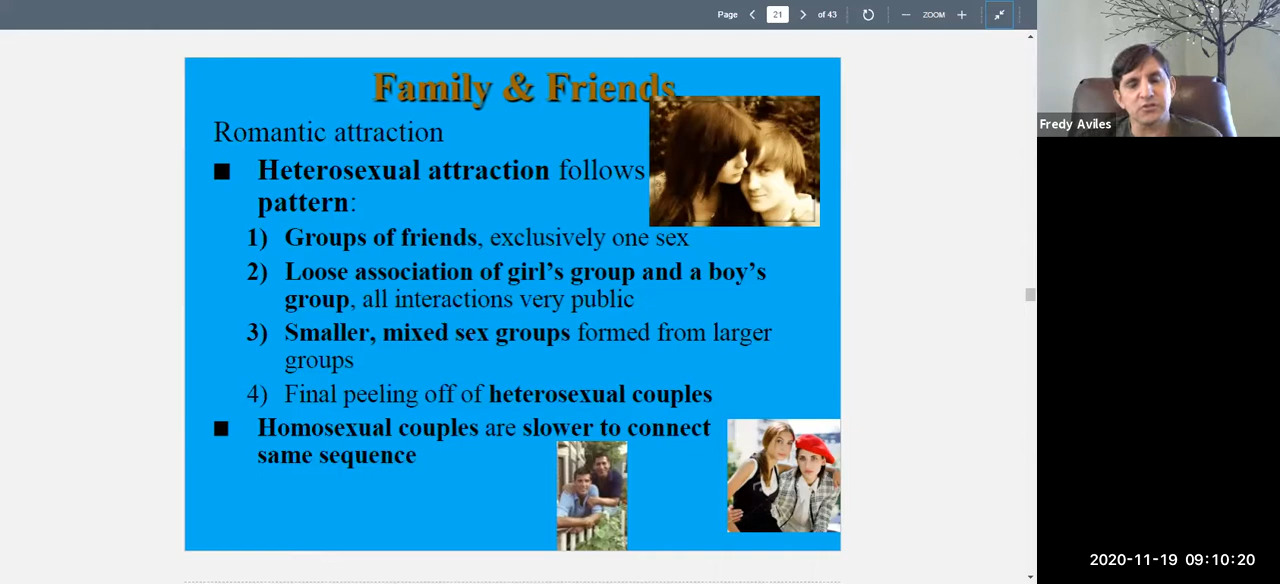 Page 21 of 43 ZOOM
Family & Friends
Romantic attraction
Heterosexual attraction follows
pattern:
1) Groups of friends, exclusively one sex
2) Loose association of girl's group and a boy's
group, all interactions very public
3) Smaller, mixed sex groups formed from larger
groups
4) Final peeling off of heterosexual couples
Homosexual couples are slower to connect
same sequence
Fredy Aviles
2020-11-19 09:10:20